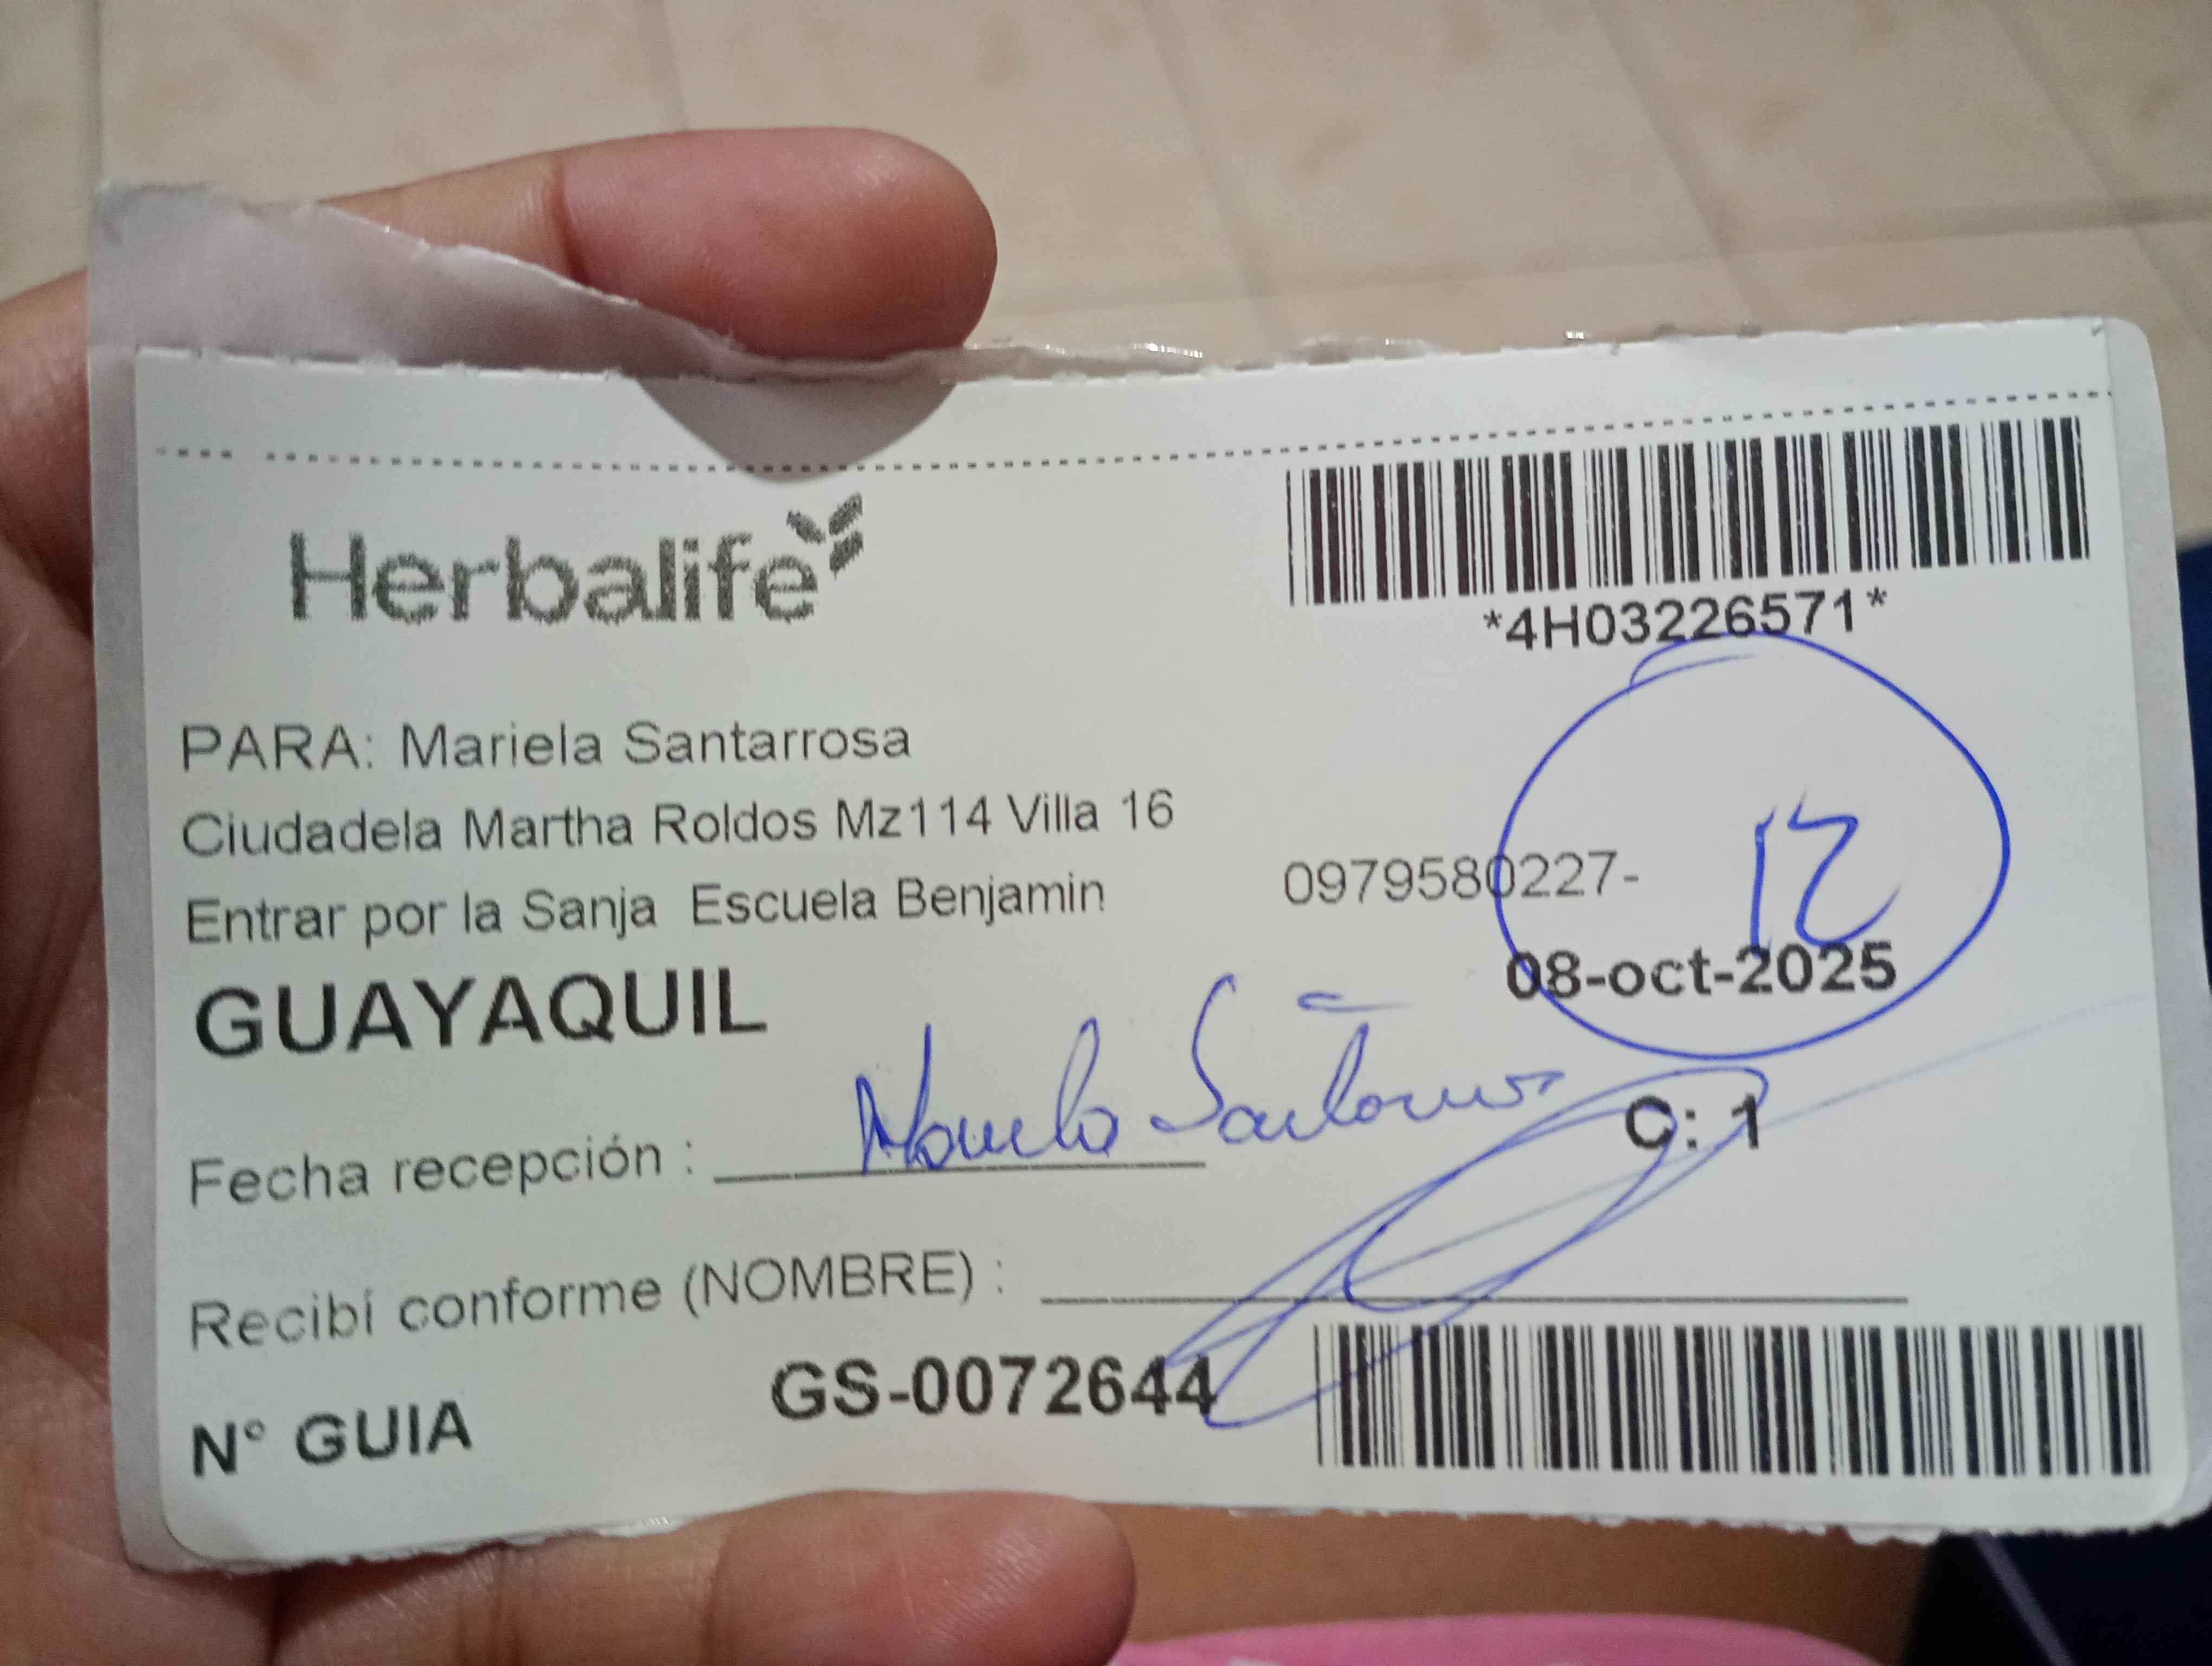 Herbalife
*4H03226571*
PARA: Mariela Santarrosa
Ciudadela Martha Roldos Mz114 Villa 16
Entrar por la Sanja Escuela Benjamin
0979580227-
12
GUAYAQUIL
08-oct-2025
Fecha recepción :
C: 1
Recibí conforme (NOMBRE) :
N° GUIA GS-0072644